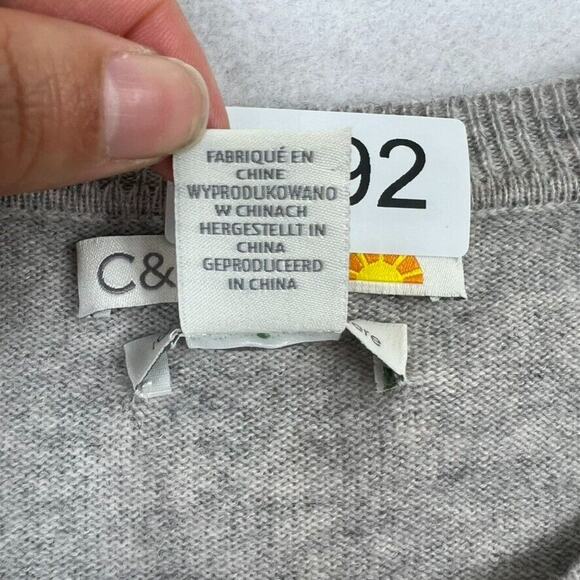 FABRIQUÉ EN
CHINE
WYPRODUKOWANO
W CHINACH
HERGESTELLT IN
CHINA
GEPRODUCEERD
IN CHINA
92
C&